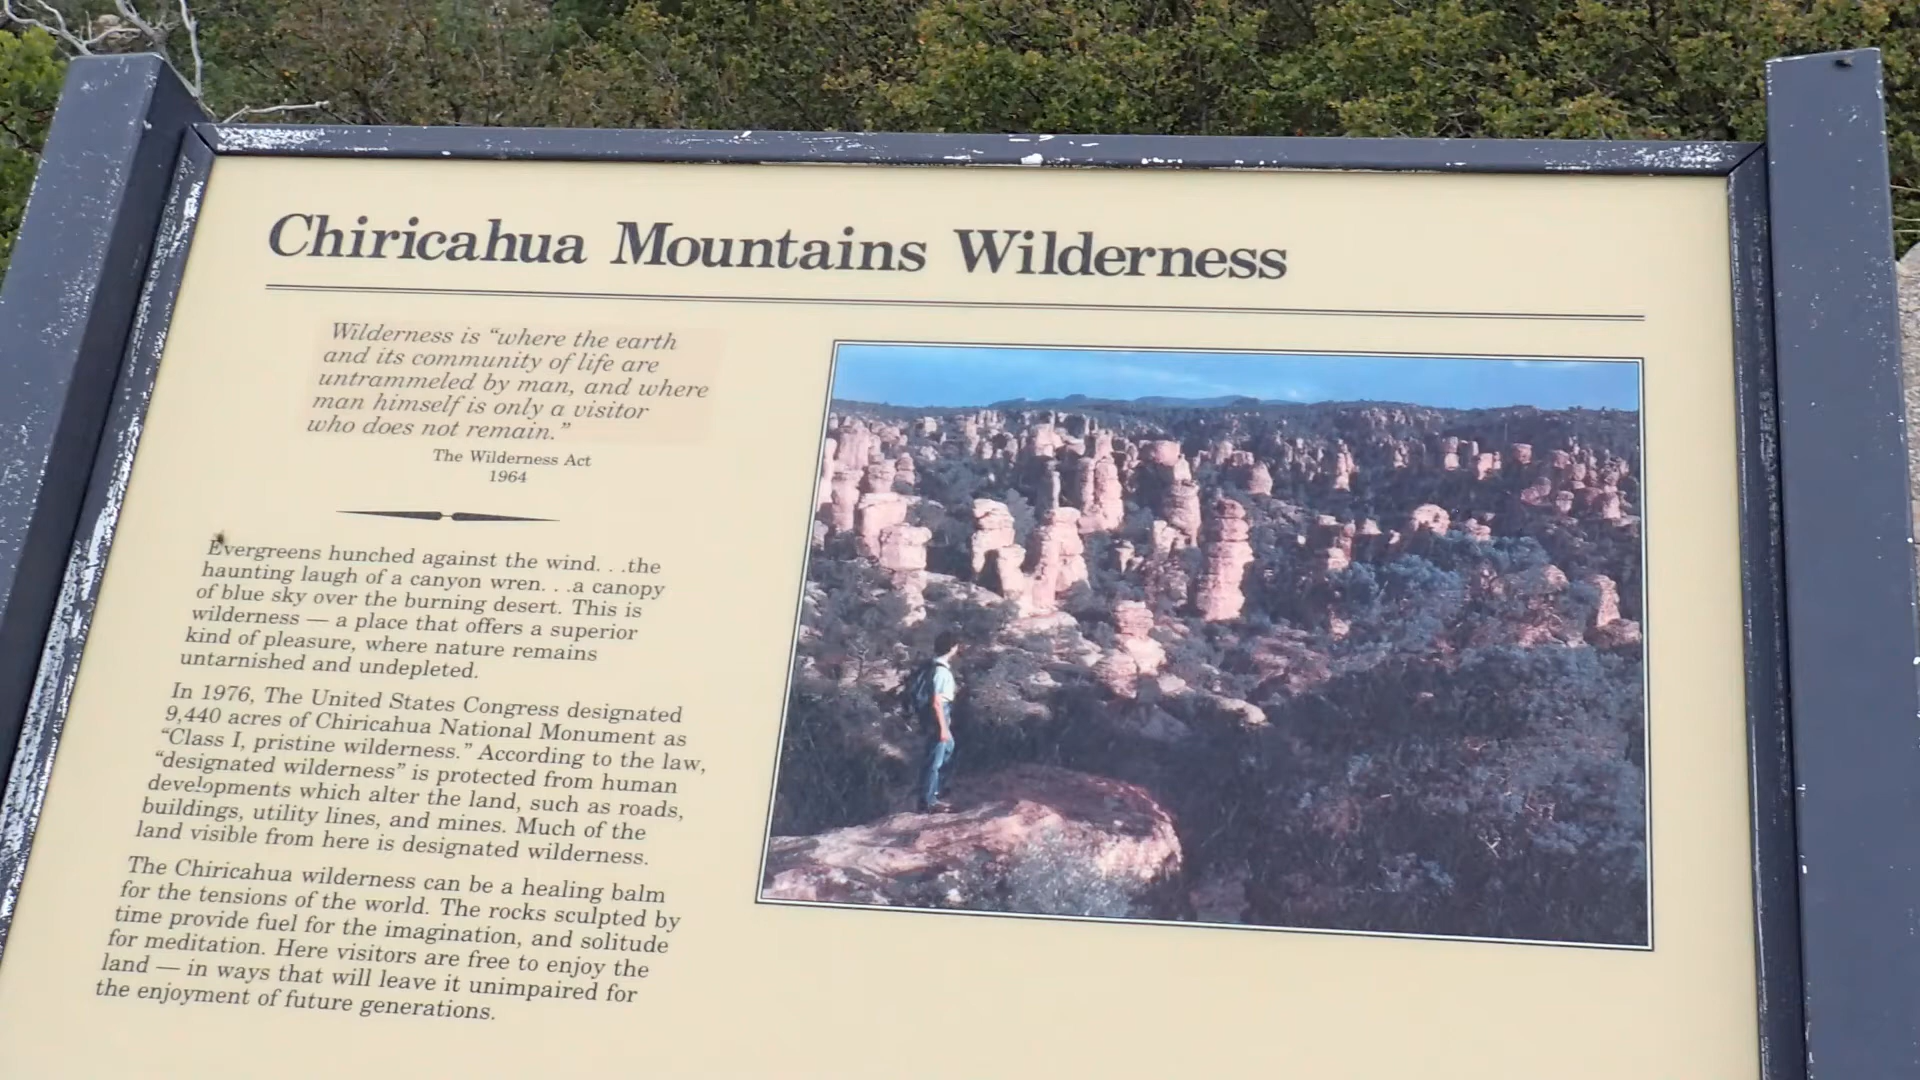 Chiricahua Mountains Wilderness
Wilderness is “where the earth
and its community of life are
untrammeled by man, and where
man himself is only a visitor
who does not remain.”
The Wilderness Act
1964
Evergreens hunched against the wind. . .the
haunting laugh of a canyon wren. . .a canopy
of blue sky over the burning desert. This is
wilderness — a place that offers a superior
kind of pleasure, where nature remains
untarnished and undepleted.
In 1976, The United States Congress designated
9,440 acres of Chiricahua National Monument as
“Class I, pristine wilderness.” According to the law,
“designated wilderness” is protected from human
developments which alter the land, such as roads,
buildings, utility lines, and mines. Much of the
land visible from here is designated wilderness.
The Chiricahua wilderness can be a healing balm
for the tensions of the world. The rocks sculpted by
time provide fuel for the imagination, and solitude
for meditation. Here visitors are free to enjoy the
land — in ways that will leave it unimpaired for
the enjoyment of future generations.